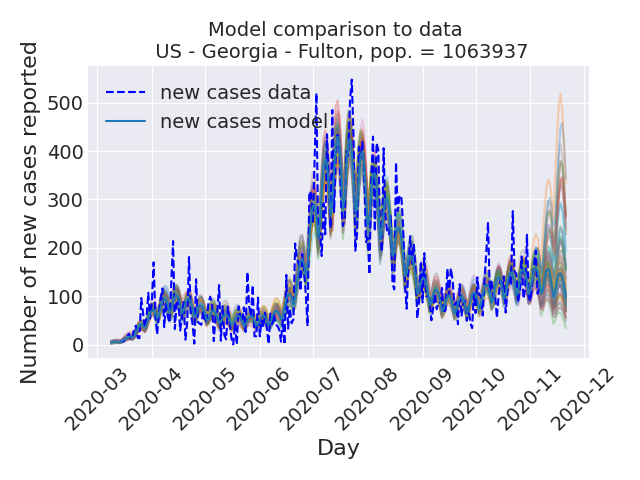 Model comparison to data
US - Georgia - Fulton, pop. = 1063937
Number of new cases reported
500
400
300
200
100
0
new cases data
new cases model
2020-03
2020-04
2020-05
2020-06
2020-07
2020-08
2020-09
2020-10
2020-11
2020-12
Day